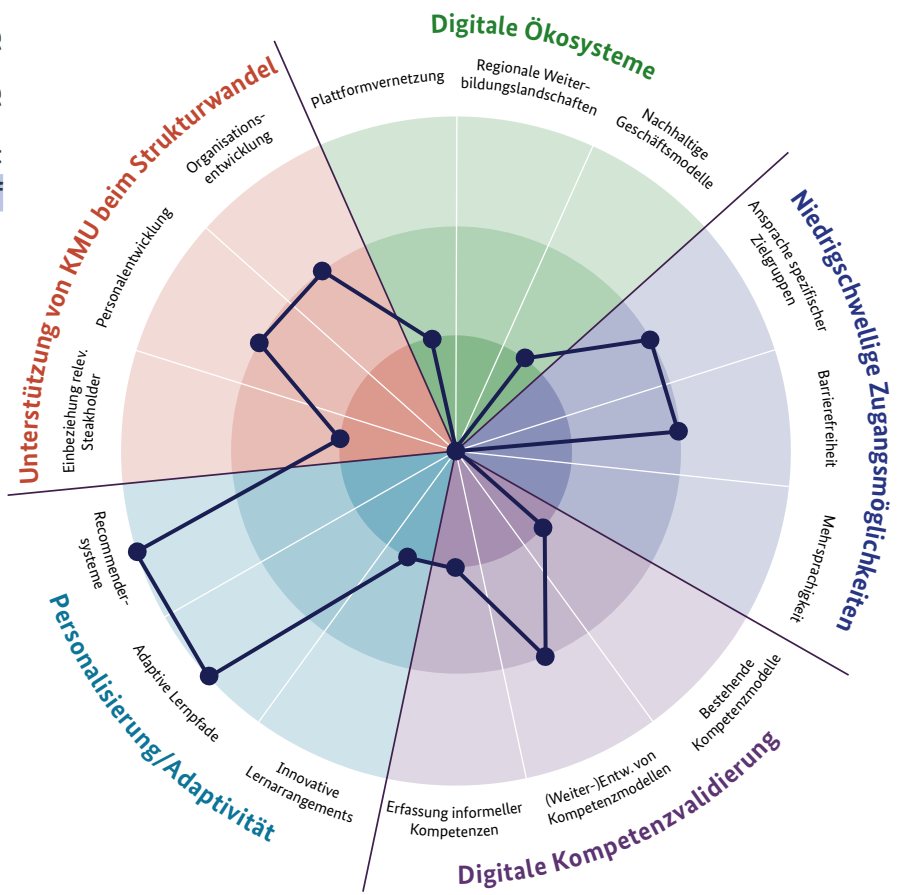 Digitale Ökosysteme
Plattformvernetzung
Regionale Weiter-
bildungslandschaften
Nachhaltige
Geschäftsmodelle
Niedrigschwellige Zugangsmöglichkeiten
Ansprache spezifischer
Zielgruppen
Barrierefreiheit
Mehrsprachigkeit
Digitale Kompetenzvalidierung
Bestehende
Kompetenzmodelle
(Weiter-)Entw. von
Kompetenzmodellen
Erfassung informeller
Kompetenzen
Personalisierung/Adaptivität
Innovative
Lernarrangements
Adaptive Lernpfade
Recommender-
systeme
Unterstützung von KMU beim Strukturwandel
Einbeziehung relev.
Steakholder
Personalentwicklung
Organisations-
entwicklung